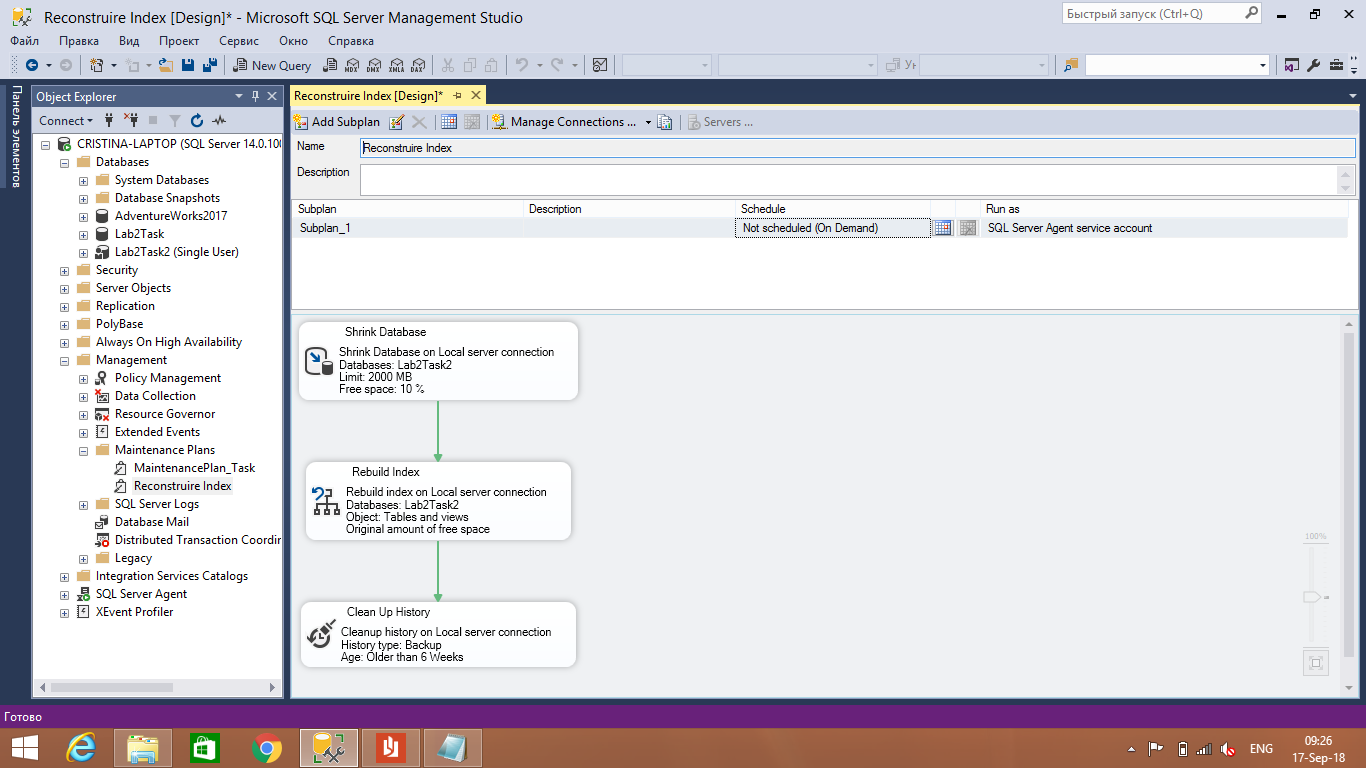 Reconstruire Index [Design]* - Microsoft SQL Server Management Studio
Быстрый запуск (Ctrl+Q)
Файл Правка Вид Проект Сервис Окно Справка
New Query MDX DMX XMLA DAX
Панель элементов
Object Explorer
Connect
CRISTINA-LAPTOP (SQL Server 14.0.100
Databases
System Databases
Database Snapshots
AdventureWorks2017
Lab2Task
Lab2Task2 (Single User)
Security
Server Objects
Replication
PolyBase
Always On High Availability
Management
Policy Management
Data Collection
Resource Governor
Extended Events
Maintenance Plans
MaintenancePlan_Task
Reconstruire Index
SQL Server Logs
Database Mail
Distributed Transaction Coordin
Legacy
Integration Services Catalogs
SQL Server Agent
XEvent Profiler
Reconstruire Index [Design]*
Add Subplan Manage Connections ... Servers ...
Name Reconstruire Index
Description
Subplan Description Schedule Run as
Subplan_1 Not scheduled (On Demand) SQL Server Agent service account
Shrink Database
Shrink Database on Local server connection
Databases: Lab2Task2
Limit: 2000 MB
Free space: 10 %
Rebuild Index
Rebuild index on Local server connection
Databases: Lab2Task2
Object: Tables and views
Original amount of free space
Clean Up History
Cleanup history on Local server connection
History type: Backup
Age: Older than 6 Weeks
100%
Готово
ENG
09:26
17-Sep-18